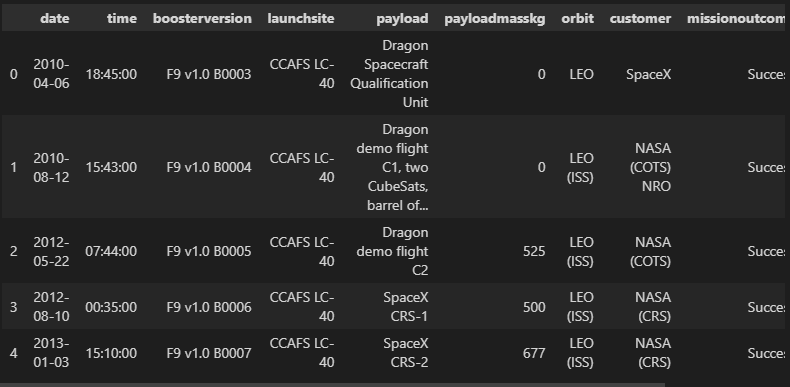 date time boosterversion launchsite payload payloadmasskg orbit customer missionoutcom
0 2010-04-06 18:45:00 F9 v1.0 B0003 CCAFS LC-40 Dragon Spacecraft Qualification Unit 0 LEO SpaceX Succes
1 2010-08-12 15:43:00 F9 v1.0 B0004 CCAFS LC-40 Dragon demo flight C1, two CubeSats, barrel of... 0 LEO (ISS) NASA (COTS) NRO Succes
2 2012-05-22 07:44:00 F9 v1.0 B0005 CCAFS LC-40 Dragon demo flight C2 525 LEO (ISS) NASA (COTS) Succes
3 2012-08-10 00:35:00 F9 v1.0 B0006 CCAFS LC-40 SpaceX CRS-1 500 LEO (ISS) NASA (CRS) Succes
4 2013-01-03 15:10:00 F9 v1.0 B0007 CCAFS LC-40 SpaceX CRS-2 677 LEO (ISS) NASA (CRS) Succes